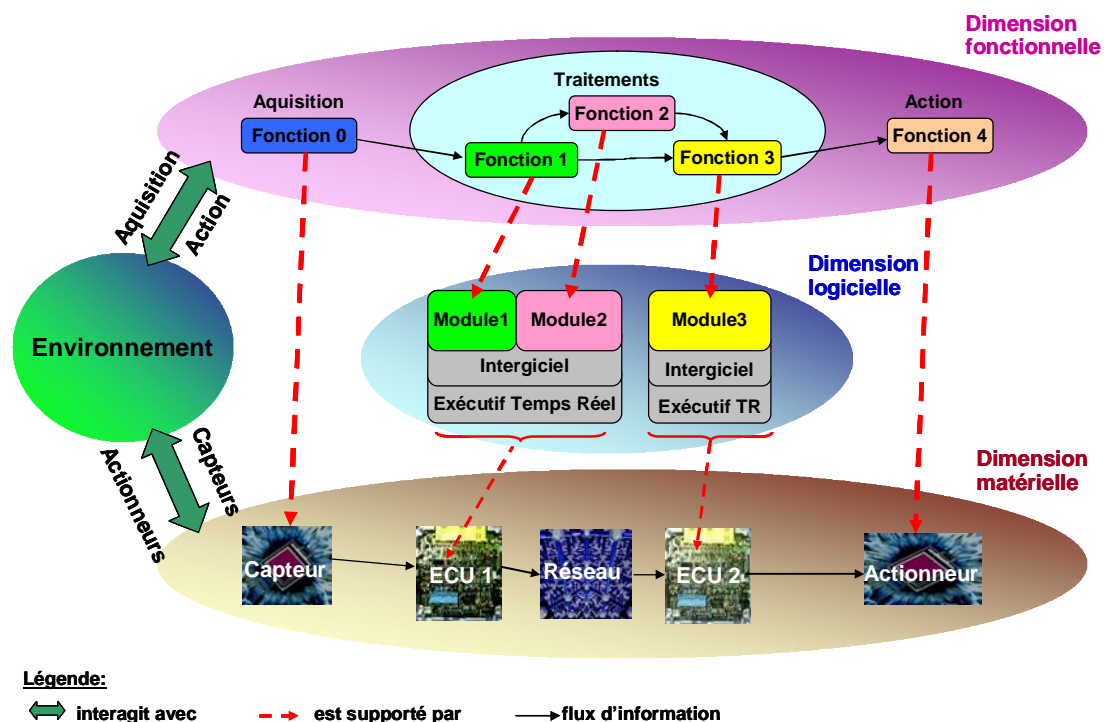 Dimension
fonctionnelle
Traitements
Aquisition
Action
Fonction 0
Fonction 1
Fonction 2
Fonction 3
Fonction 4
Aquisition
Action
Environnement
Dimension
logicielle
Module1
Module2
Module3
Intergiciel
Intergiciel
Exécutif Temps Réel
Exécutif TR
Capteurs
Actionneurs
Dimension
matérielle
Capteur
ECU 1
Réseau
ECU 2
Actionneur
Légende:
interagit avec
est supporté par
flux d'information